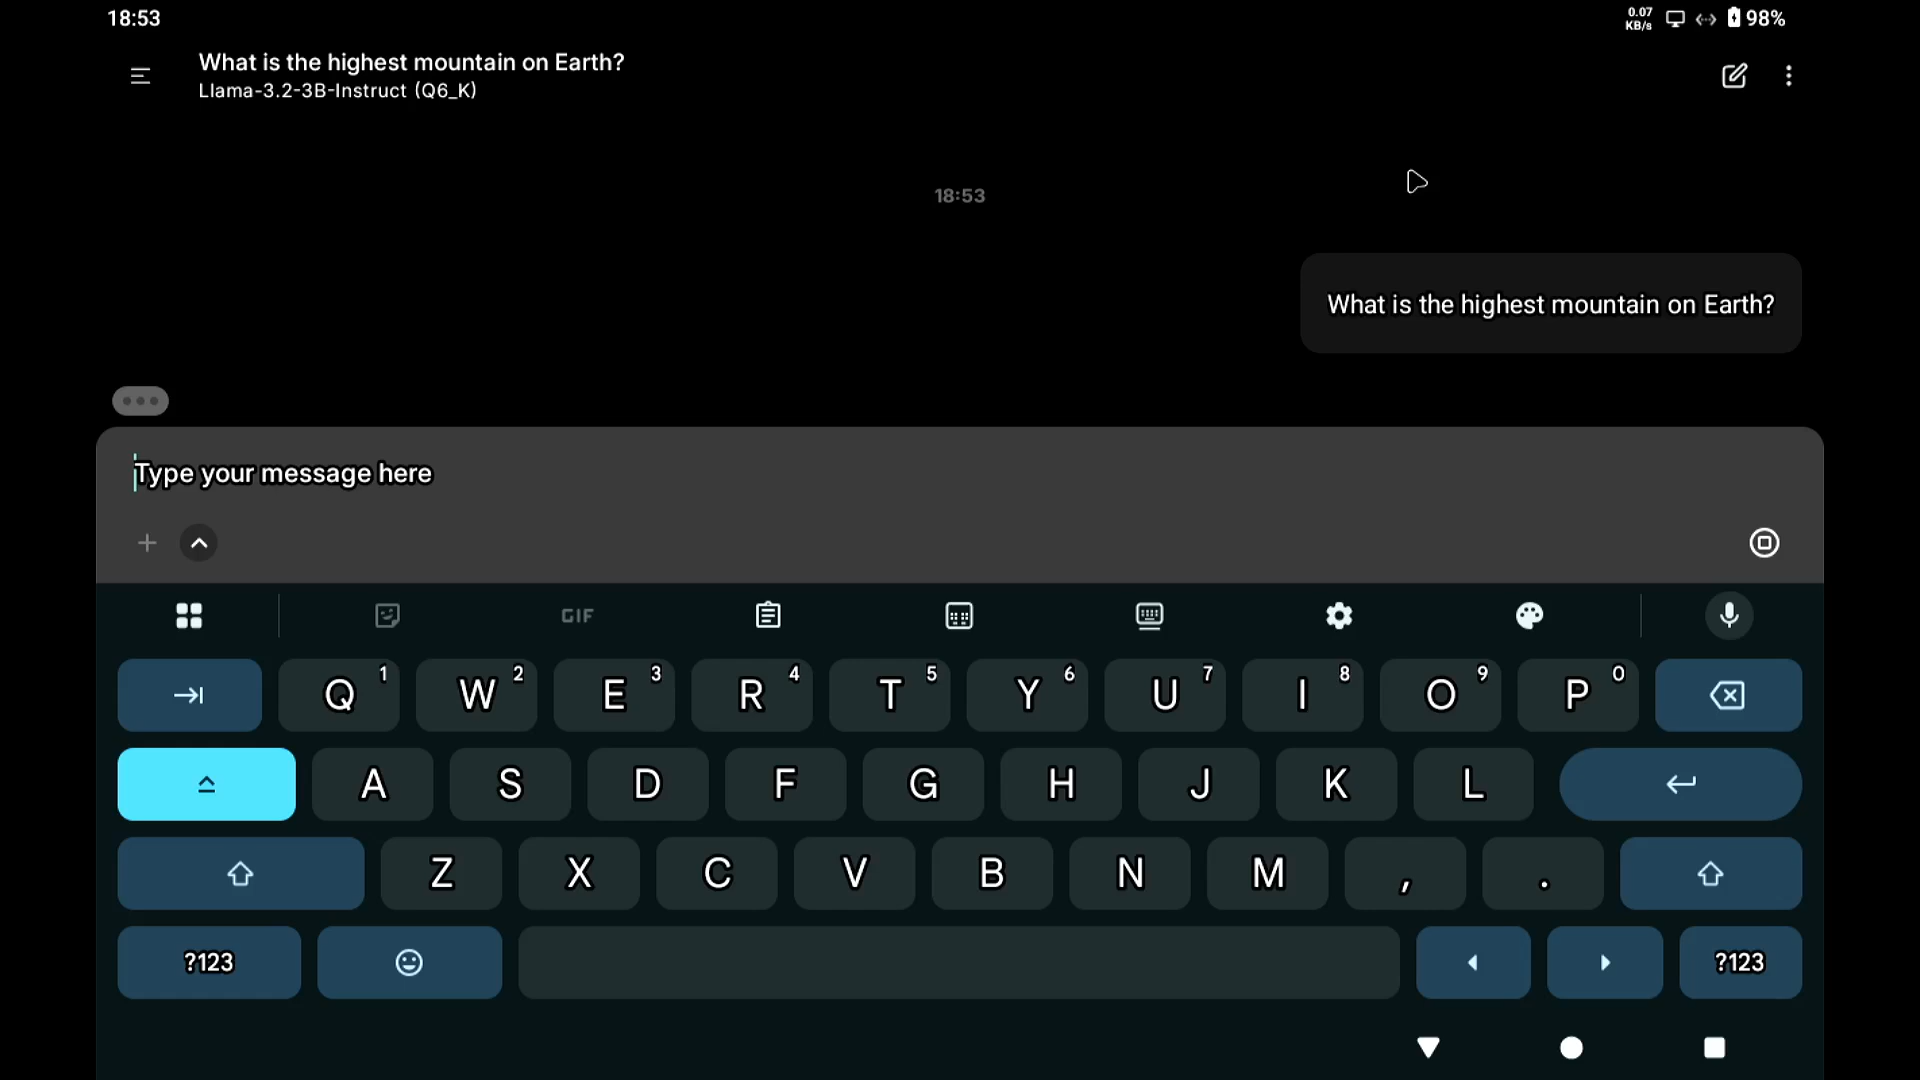 18:53
0.07
KB/s
98%
What is the highest mountain on Earth?
Llama-3.2-3B-Instruct (Q6_K)
18:53
What is the highest mountain on Earth?
Type your message here
GIF
Q 1 W 2 E 3 R 4 T 5 Y 6 U 7 I 8 O 9 P 0
A S D F G H J K L
Z X C V B N M , .
?123 ?123